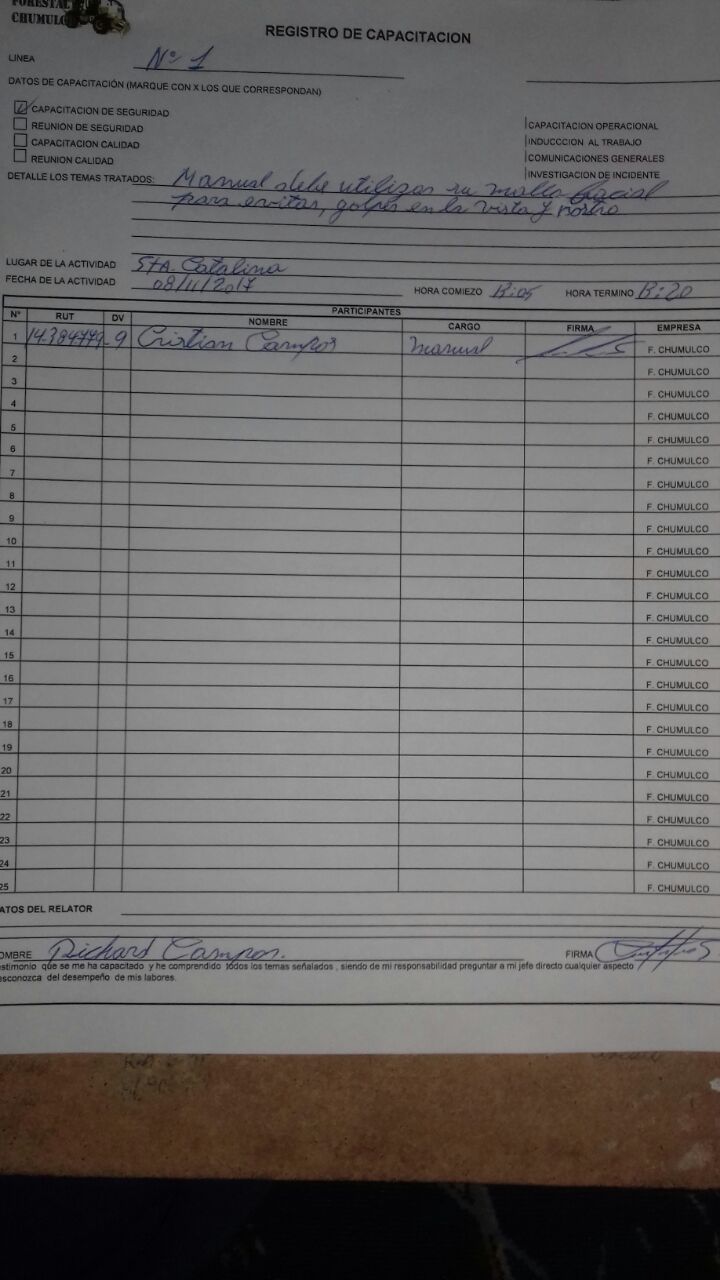 FORESTAL
CHUMULCO
REGISTRO DE CAPACITACION
LINEA Nº 1
DATOS DE CAPACITACIÓN (MARQUE CON X LOS QUE CORRESPONDAN)
CAPACITACION DE SEGURIDAD
REUNION DE SEGURIDAD
CAPACITACION CALIDAD
REUNION CALIDAD
CAPACITACION OPERACIONAL
INDUCCCION AL TRABAJO
COMUNICACIONES GENERALES
INVESTIGACION DE INCIDENTE
DETALLE LOS TEMAS TRATADOS: Manual debe utilizar su malla facial
para evitar, golpes en la vista y rostro
LUGAR DE LA ACTIVIDAD Sta. Catalina
FECHA DE LA ACTIVIDAD 08/11/2017 HORA COMIEZO 13:05 HORA TERMINO 13:20
PARTICIPANTES
N° RUT DV NOMBRE CARGO FIRMA EMPRESA
1 9 Cristian Campos manual F. CHUMULCO
2 F. CHUMULCO
3 F. CHUMULCO
4 F. CHUMULCO
5 F. CHUMULCO
6 F. CHUMULCO
7 F. CHUMULCO
8 F. CHUMULCO
9 F. CHUMULCO
10 F. CHUMULCO
11 F. CHUMULCO
12 F. CHUMULCO
13 F. CHUMULCO
14 F. CHUMULCO
15 F. CHUMULCO
16 F. CHUMULCO
17 F. CHUMULCO
18 F. CHUMULCO
19 F. CHUMULCO
20 F. CHUMULCO
21 F. CHUMULCO
22 F. CHUMULCO
23 F. CHUMULCO
24 F. CHUMULCO
25 F. CHUMULCO
ATOS DEL RELATOR
OMBRE Richard Campos. FIRMA
estimonio que se me ha capacitado y he comprendido todos los temas señalados , siendo de mi responsabilidad preguntar a mi jefe directo cualquier aspecto
esconozca del desempeño de mis labores.